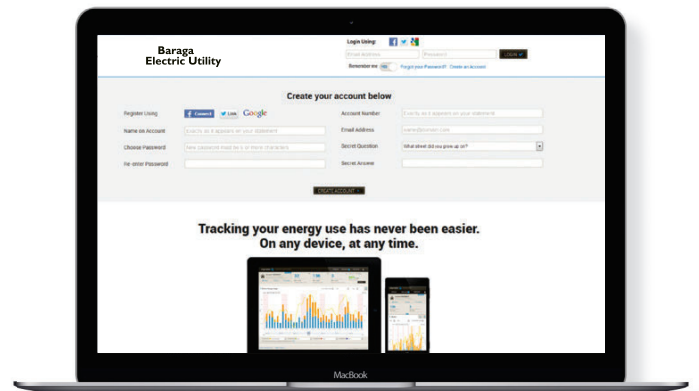 Baraga
Electric Utility
Login Using:
Email Address
Password
LOGIN
Remember me
Forgot your Password?
Create an Account
Create your account below
Register Using
Connect
Link
Google
Name on Account
Exactly as it appears on your statement
Choose Password
New password must be 6 or more characters
Re-enter Password
Account Number
Exactly as it appears on your statement
Email Address
name@domain.com
Secret Question
What street did you grow up on?
Secret Answer
CREATE ACCOUNT
Tracking your energy use has never been easier.
On any device, at any time.
MacBook